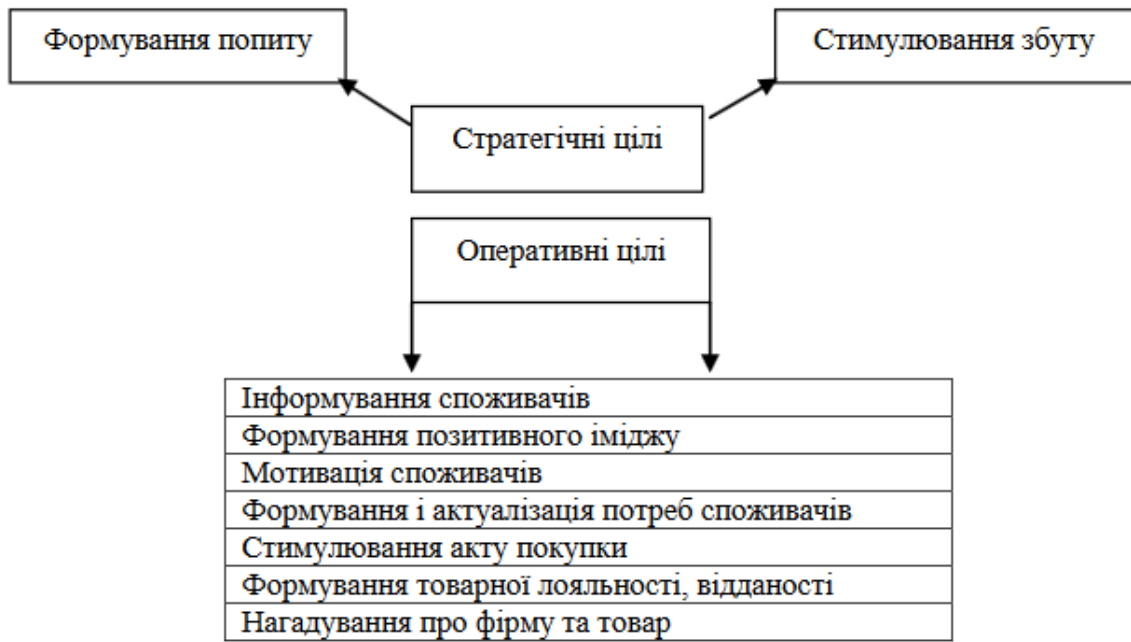 Формування попиту
Стимулювання збуту
Стратегічні цілі
Оперативні цілі
Інформування споживачів
Формування позитивного іміджу
Мотивація споживачів
Формування і актуалізація потреб споживачів
Стимулювання акту покупки
Формування товарної лояльності, відданості
Нагадування про фірму та товар